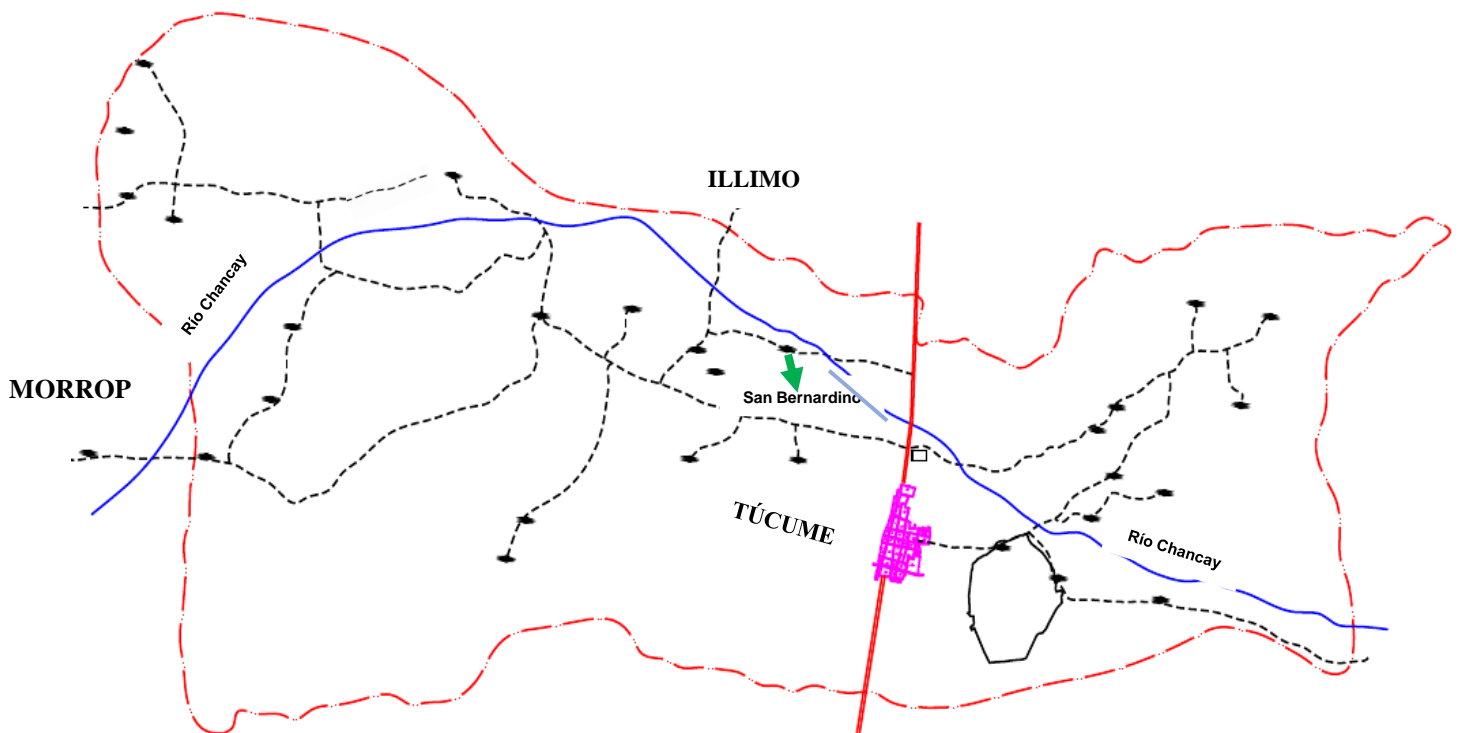 ILLIMO
Río Chancay
MORROP
San Bernardino
TÚCUME
Río Chancay